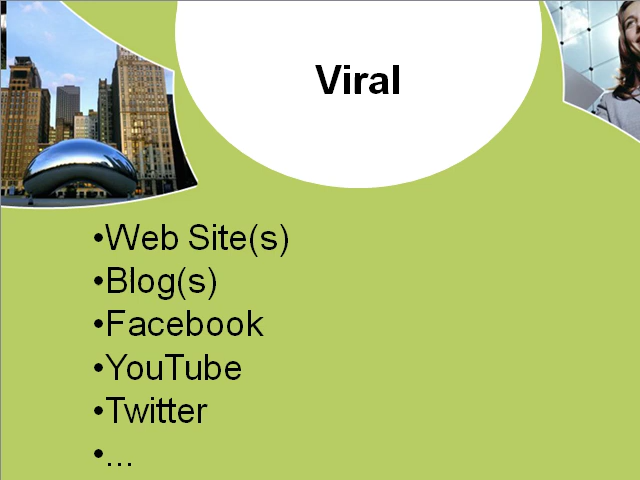 Viral
•Web Site(s)
•Blog(s)
•Facebook
•YouTube
•Twitter
•...